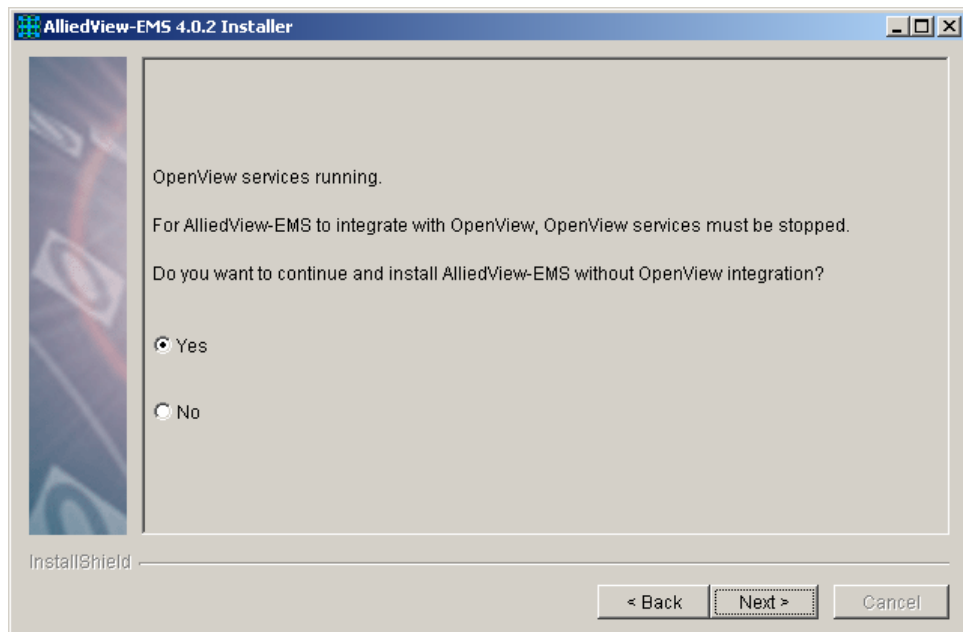 AlliedView-EMS 4.0.2 Installer
OpenView services running.
For AlliedView-EMS to integrate with OpenView, OpenView services must be stopped.
Do you want to continue and install AlliedView-EMS without OpenView integration?
Yes
No
InstallShield
< Back
Next >
Cancel